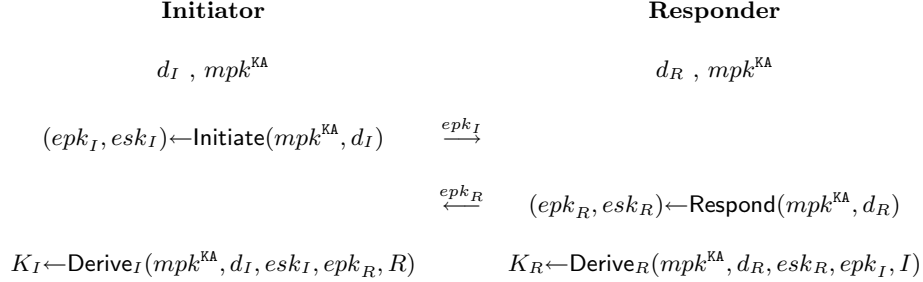 Initiator Responder
d_I , mpk^KA d_R , mpk^KA
(epk_I, esk_I)←Initiate(mpk^KA, d_I) epk_I ⟶
epk_R ⟵ (epk_R, esk_R)←Respond(mpk^KA, d_R)
K_I←Derive_I(mpk^KA, d_I, esk_I, epk_R, R) K_R←Derive_R(mpk^KA, d_R, esk_R, epk_I, I)